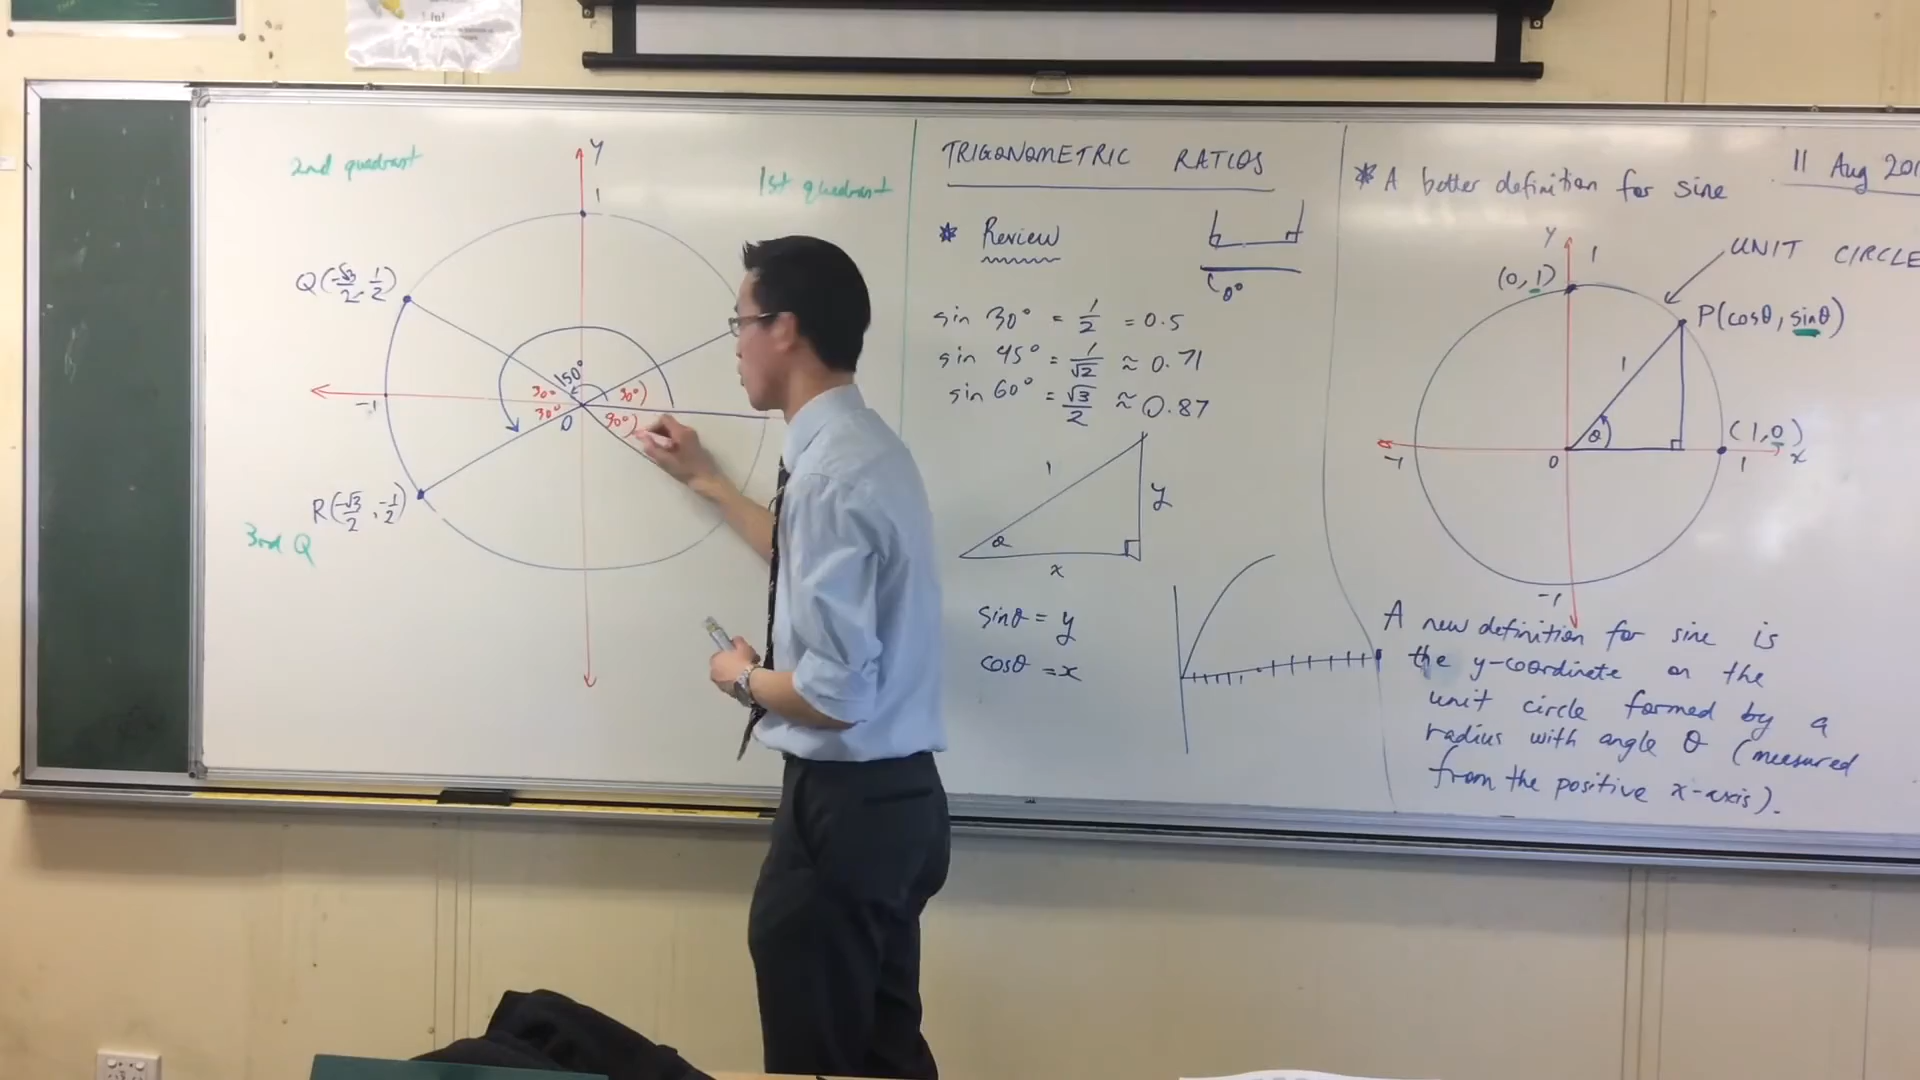 2nd quadrant
1st quadrant
y
1
Q(-√3/2, 1/2)
150°
30°
30°
30°
30°)
-1
0
R(-√3/2, -1/2)
3rd Q
TRIGONOMETRIC RATIOS
* Review
θ°
sin 30° = 1/2 = 0.5
sin 45° = 1/√2 ≈ 0.71
sin 60° = √3/2 ≈ 0.87
1
y
θ
x
sinθ = y
cosθ = x
11 Aug 201
* A better definition for sine
y
1
UNIT CIRCLE
(0, 1)
P(cosθ, sinθ)
1
θ
(1, 0)
-1
0
1
x
-1
A new definition for sine is
the y-coordinate on the
unit circle formed by a
radius with angle θ (measured
from the positive x-axis).